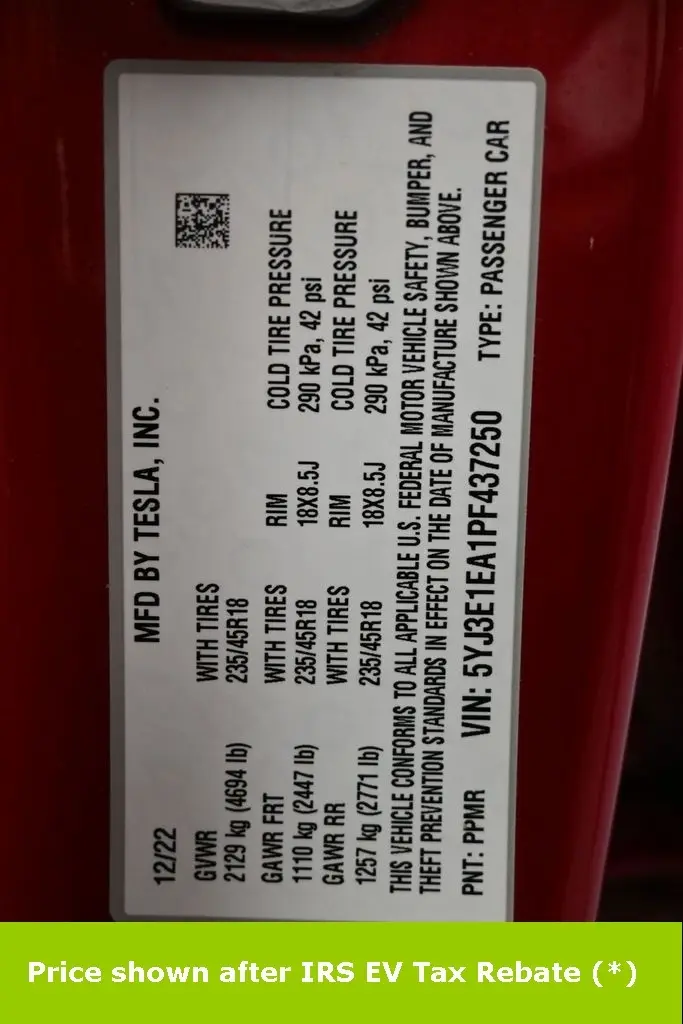 MFD BY TESLA, INC.
12/22
GVWR WITH TIRES
2129 kg (4694 lb) 235/45R18
GAWR FRT WITH TIRES RIM COLD TIRE PRESSURE
1110 kg (2447 lb) 235/45R18 18X8.5J 290 kPa, 42 psi
GAWR RR WITH TIRES RIM COLD TIRE PRESSURE
1257 kg (2771 lb) 235/45R18 18X8.5J 290 kPa, 42 psi
THIS VEHICLE CONFORMS TO ALL APPLICABLE U.S. FEDERAL MOTOR VEHICLE SAFETY, BUMPER, AND
THEFT PREVENTION STANDARDS IN EFFECT ON THE DATE OF MANUFACTURE SHOWN ABOVE.
PNT: PPMR VIN: 5YJ3E1EA1PF437250 TYPE: PASSENGER CAR
Price shown after IRS EV Tax Rebate (*)